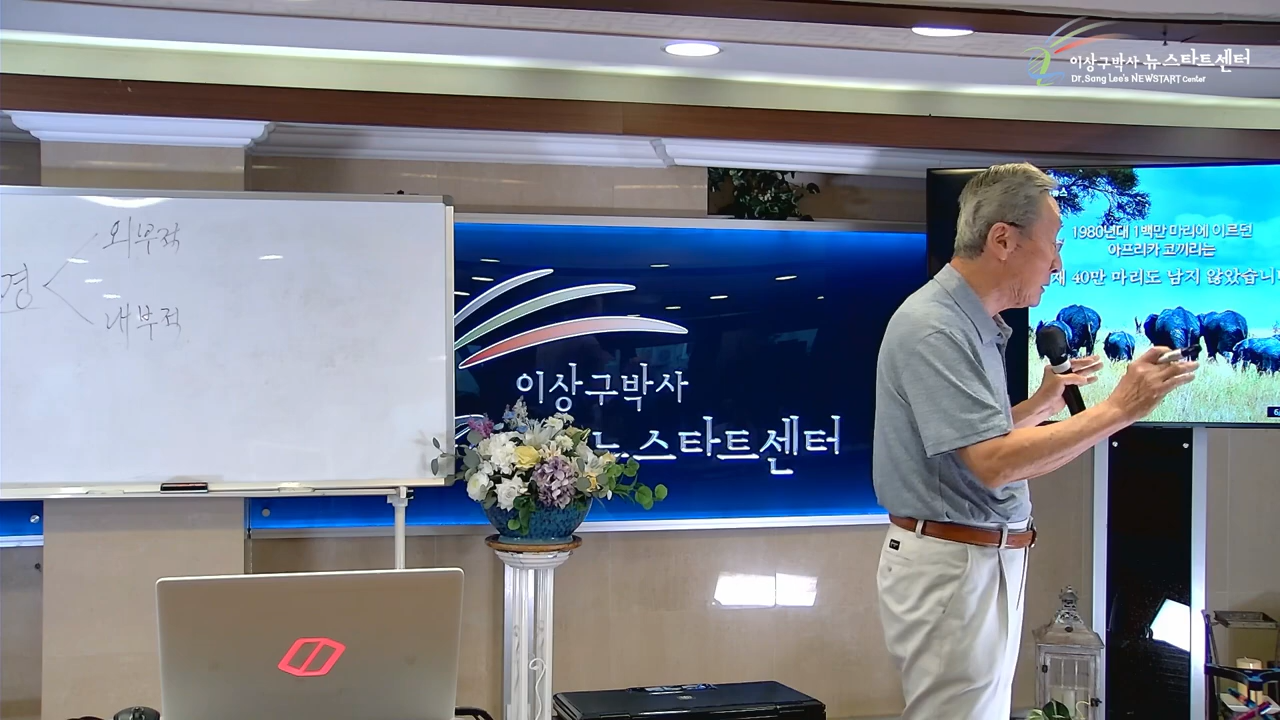 이상구박사 뉴스타트센터
Dr.Sang Lee's NEWSTART Center
외부적
경
내부적
이상구박사
뉴스타트센터
1980년대 1백만 마리에 이르던
아프리카 코끼리는
제 40만 마리도 남지 않았습니